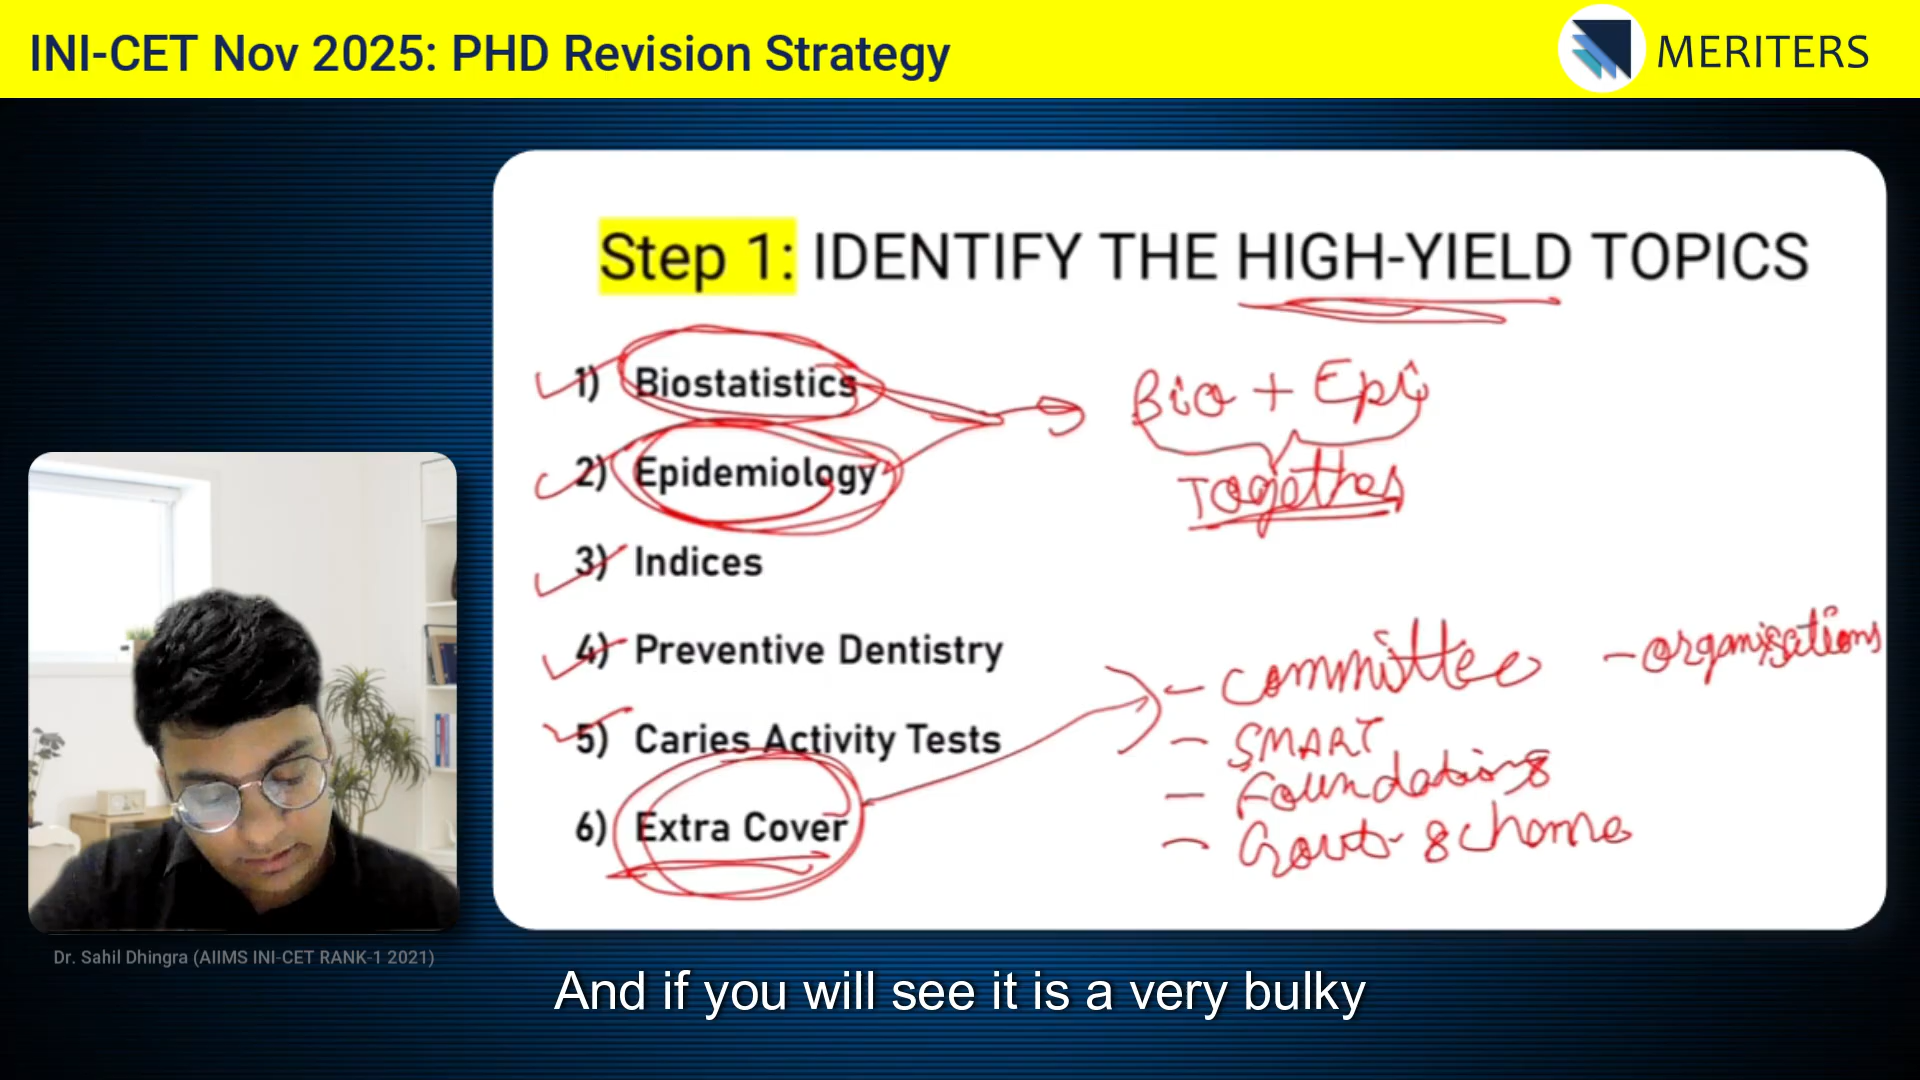 INI-CET Nov 2025: PHD Revision Strategy
MERITERS
Step 1: IDENTIFY THE HIGH-YIELD TOPICS
1) Biostatistics
Bio + Epi
2) Epidemiology
Together
3) Indices
4) Preventive Dentistry
- Committee - organisations
5) Caries Activity Tests
- SMART
- Foundations
6) Extra Cover
- Govt scheme
Dr. Sahil Dhingra (AIIMS INI-CET RANK-1 2021)
And if you will see it is a very bulky